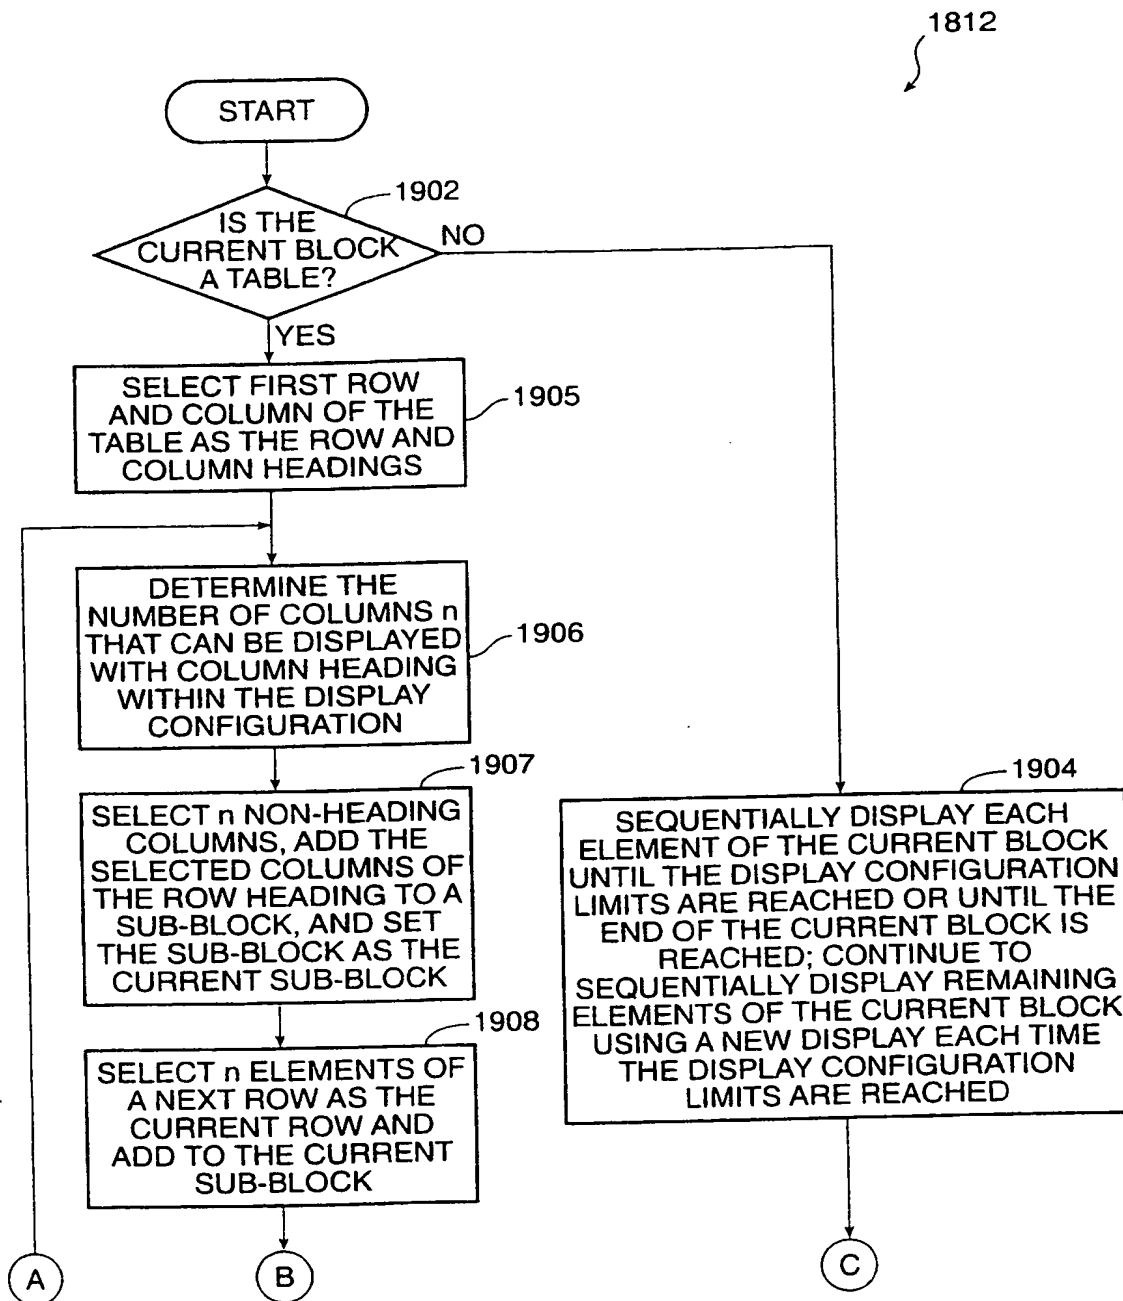 1812
START
1902
IS THE
CURRENT BLOCK
A TABLE?
NO
YES
SELECT FIRST ROW
AND COLUMN OF THE
TABLE AS THE ROW AND
COLUMN HEADINGS
1905
DETERMINE THE
NUMBER OF COLUMNS n
THAT CAN BE DISPLAYED
WITH COLUMN HEADING
WITHIN THE DISPLAY
CONFIGURATION
1906
1907
SELECT n NON-HEADING
COLUMNS, ADD THE
SELECTED COLUMNS OF
THE ROW HEADING TO A
SUB-BLOCK, AND SET
THE SUB-BLOCK AS THE
CURRENT SUB-BLOCK
1904
SEQUENTIALLY DISPLAY EACH
ELEMENT OF THE CURRENT BLOCK
UNTIL THE DISPLAY CONFIGURATION
LIMITS ARE REACHED OR UNTIL THE
END OF THE CURRENT BLOCK IS
REACHED; CONTINUE TO
SEQUENTIALLY DISPLAY REMAINING
ELEMENTS OF THE CURRENT BLOCK
USING A NEW DISPLAY EACH TIME
THE DISPLAY CONFIGURATION
LIMITS ARE REACHED
1908
SELECT n ELEMENTS OF
A NEXT ROW AS THE
CURRENT ROW AND
ADD TO THE CURRENT
SUB-BLOCK
A
B
C